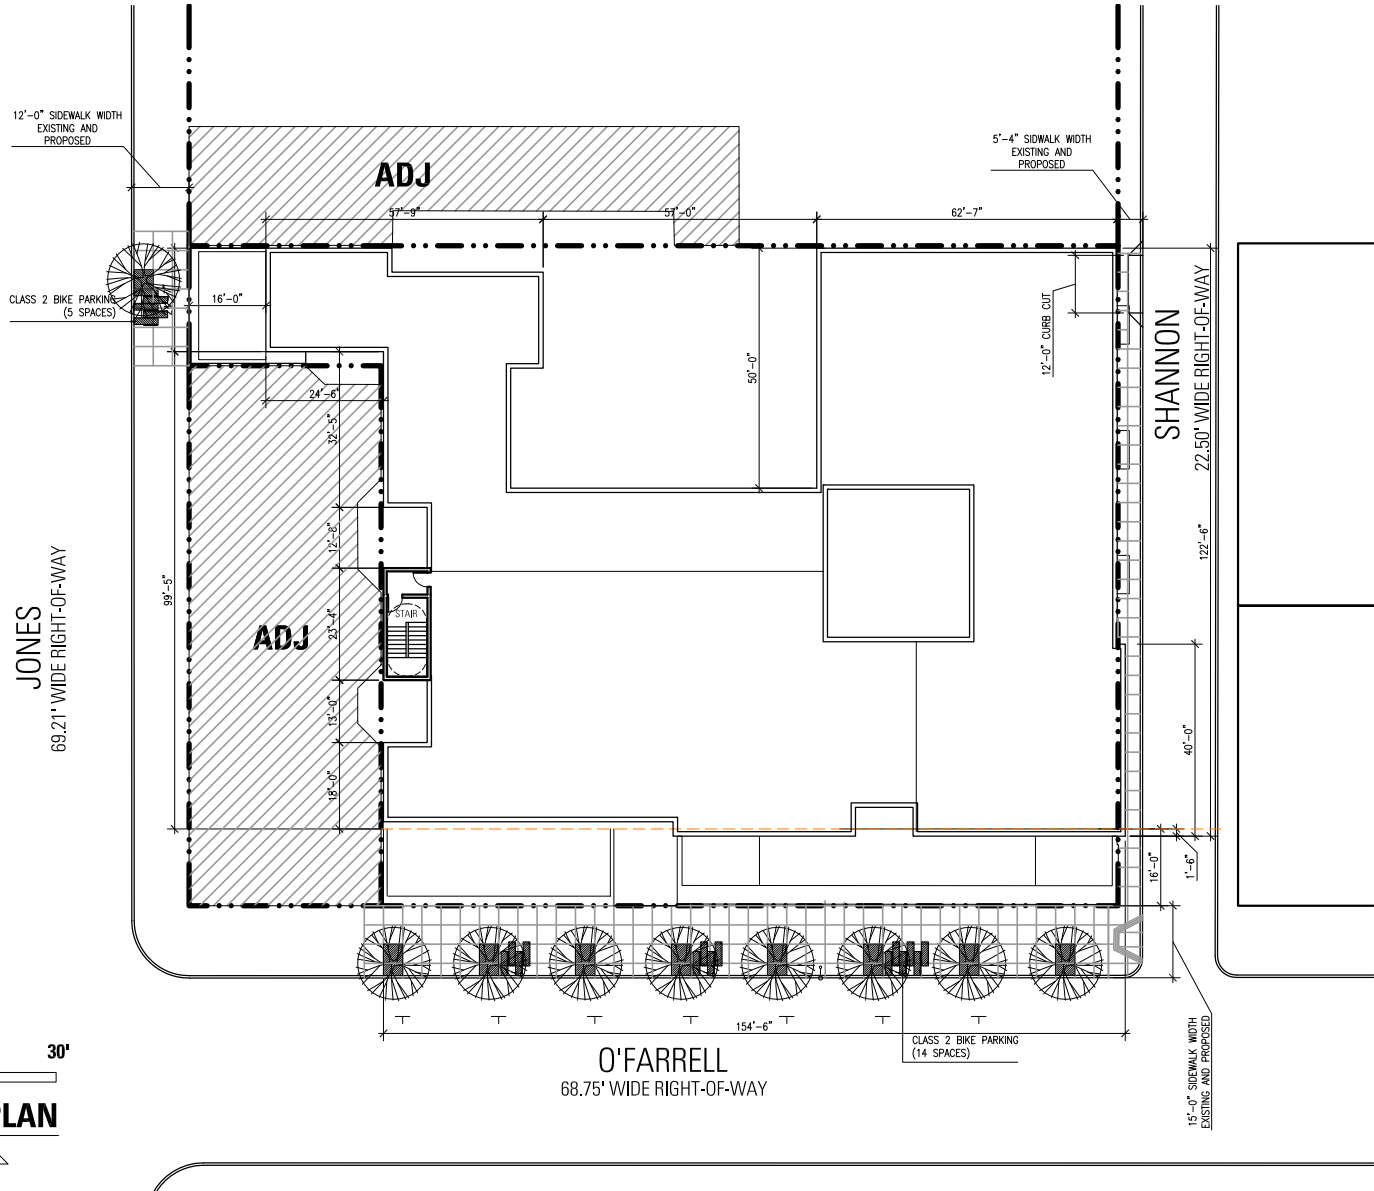 12'-0" SIDEWALK WIDTH
EXISTING AND
PROPOSED
5'-4" SIDWALK WIDTH
EXISTING AND
PROPOSED
ADJ
57'-9"
57'-0"
62'-7"
CLASS 2 BIKE PARKING
(5 SPACES)
16'-0"
12'-0" CURB CUT
SHANNON
22.50' WIDE RIGHT-OF-WAY
50'-0"
24'-6"
32'-5"
12'-8"
99'-5"
122'-6"
JONES
69.21' WIDE RIGHT-OF-WAY
ADJ
STAIR
23'-4"
13'-0"
18'-0"
40'-0"
16'-0"
1'-6"
154'-6"
CLASS 2 BIKE PARKING
(14 SPACES)
O'FARRELL
68.75' WIDE RIGHT-OF-WAY
15'-0" SIDEWALK WIDTH
EXISTING AND PROPOSED
30'
PLAN